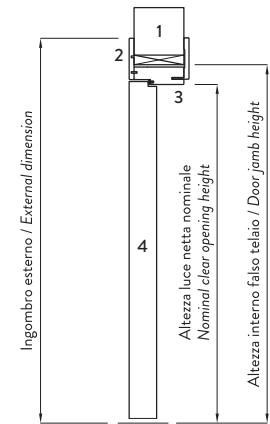 1
2
3
4
Ingombro esterno / External dimension
Altezza luce netta nominale
Nominal clear opening height
Altezza interno falso telaio / Door jamb height